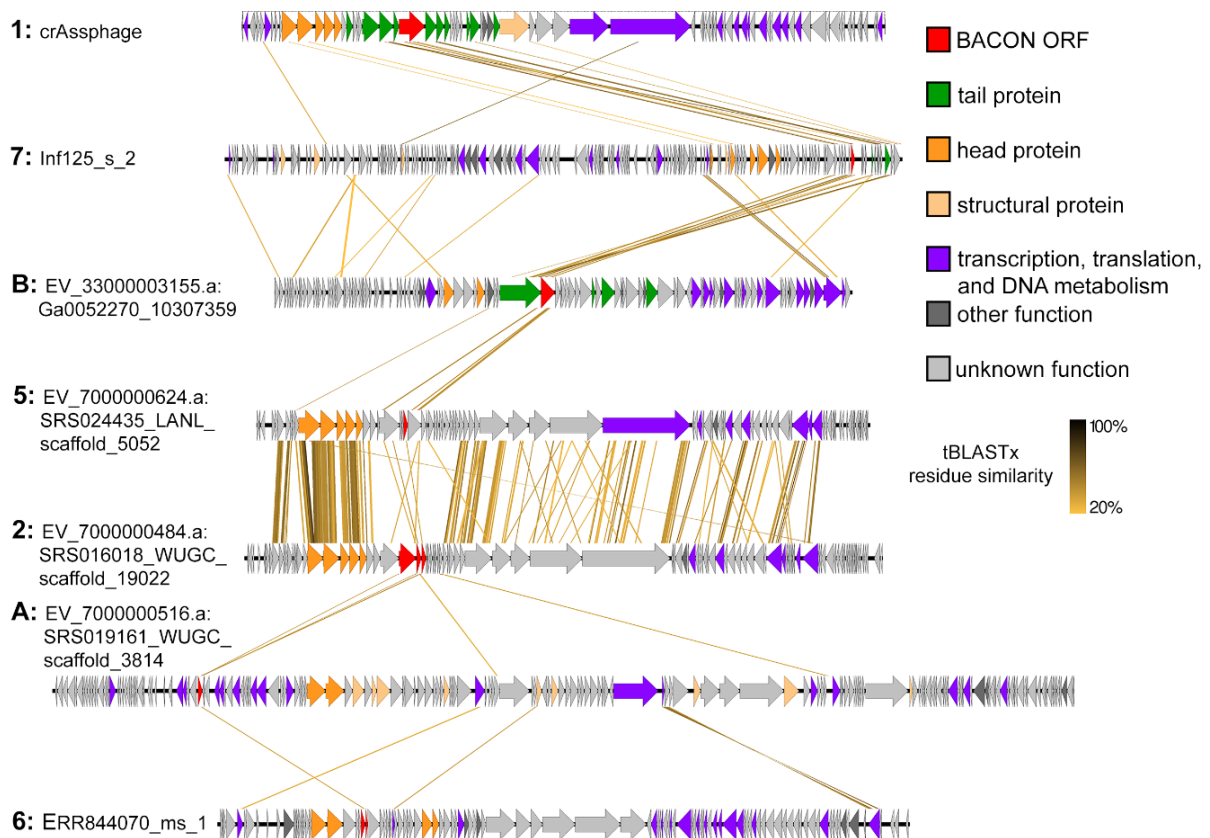 1: crAssphage
7: Inf125_s_2
B: EV_33000003155.a:
Ga0052270_10307359
5: EV_7000000624.a:
SRS024435_LANL_
scaffold_5052
2: EV_7000000484.a:
SRS016018_WUGC_
scaffold_19022
A: EV_7000000516.a:
SRS019161_WUGC_
scaffold_3814
6: ERR844070_ms_1
BACON ORF
tail protein
head protein
structural protein
transcription, translation,
and DNA metabolism
other function
unknown function
100%
tBLASTx
residue similarity
20%